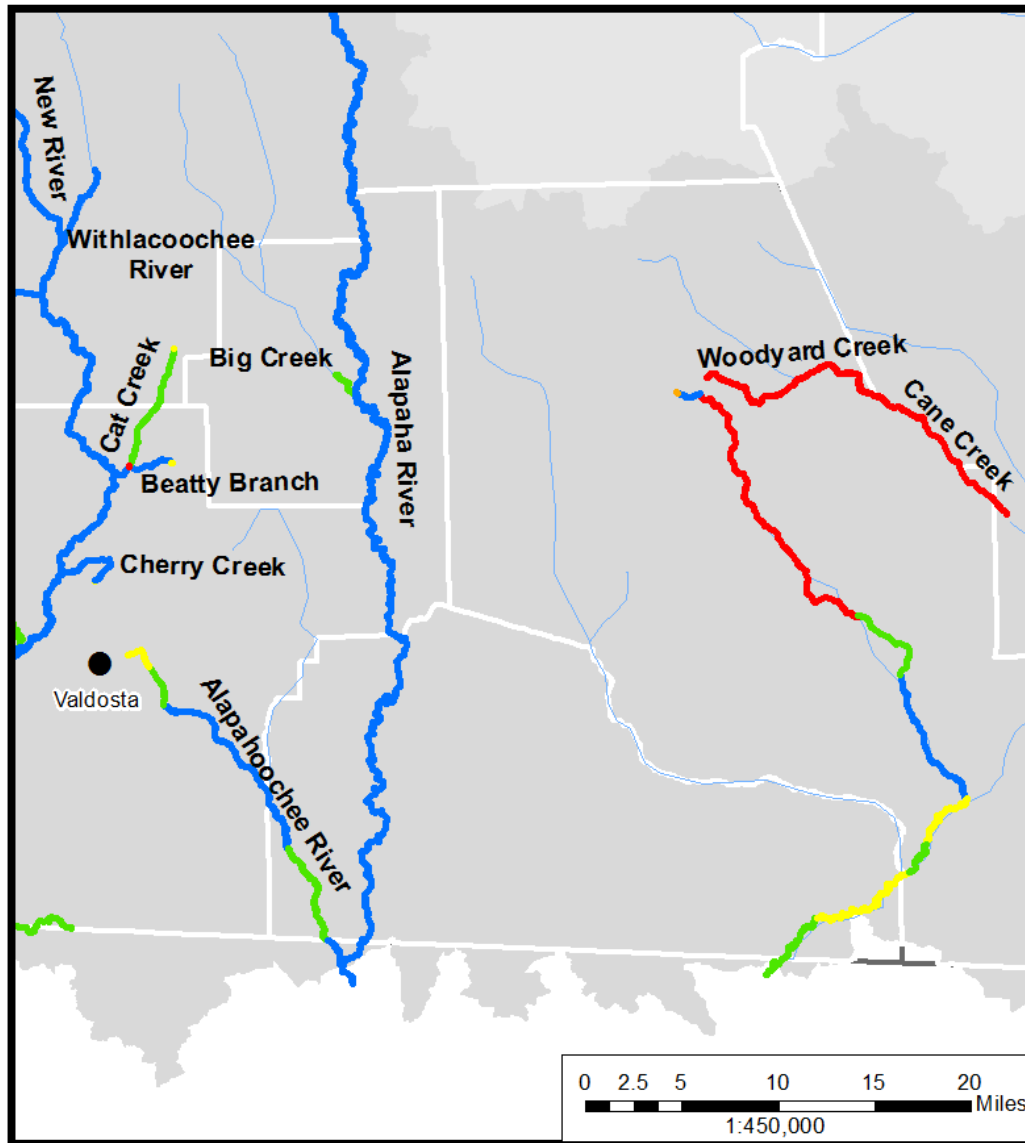 New River
Withlacoochee
River
Big Creek
Cat Creek
Alapaha River
Woodyard Creek
Cane Creek
Beatty Branch
Cherry Creek
Valdosta
Alapahoochee River
0 2.5 5 10 15 20
Miles
1:450,000